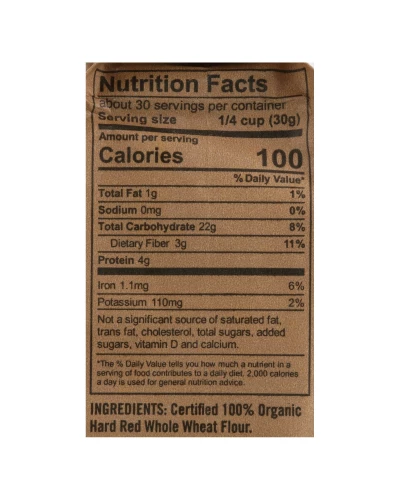 Nutrition Facts
about 30 servings per container
Serving size 1/4 cup (30g)
Amount per serving
Calories 100
% Daily Value*
Total Fat 1g 1%
Sodium 0mg 0%
Total Carbohydrate 22g 8%
Dietary Fiber 3g 11%
Protein 4g
Iron 1.1mg 6%
Potassium 110mg 2%
Not a significant source of saturated fat,
trans fat, cholesterol, total sugars, added
sugars, vitamin D and calcium.
*The % Daily Value tells you how much a nutrient in a
serving of food contributes to a daily diet. 2,000 calories
a day is used for general nutrition advice.
INGREDIENTS: Certified 100% Organic
Hard Red Whole Wheat Flour.